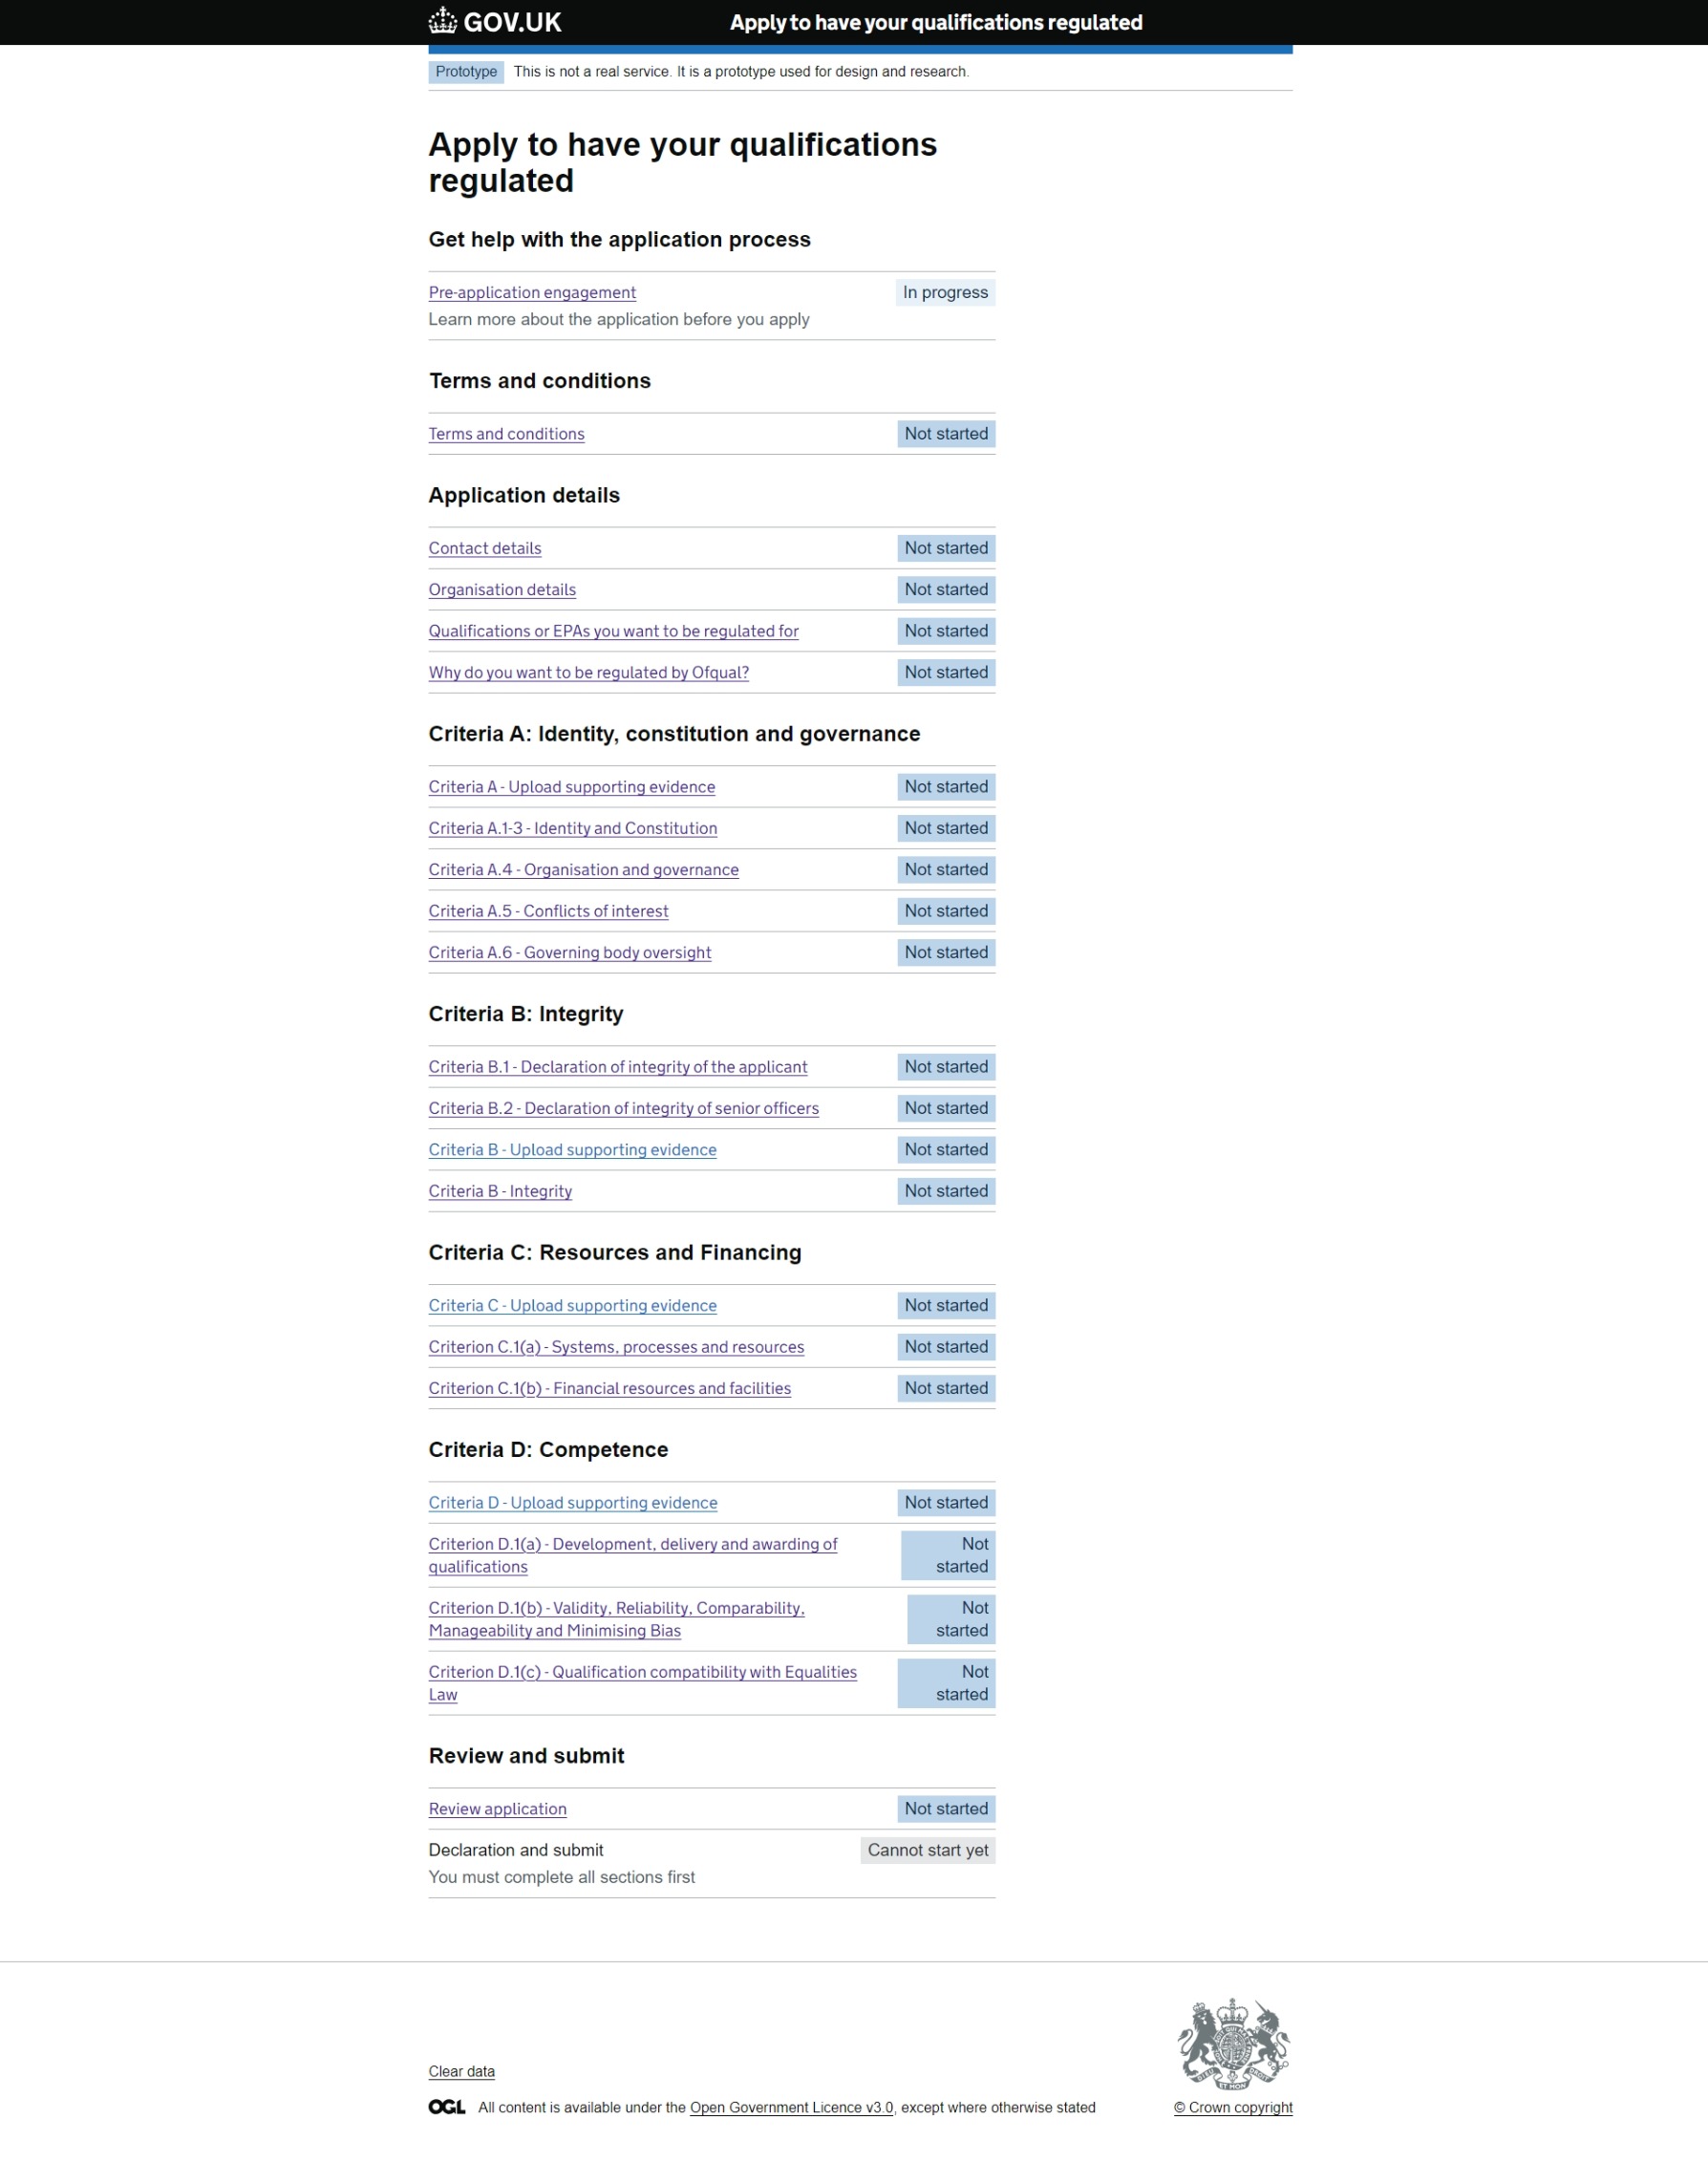 GOV.UK
Apply to have your qualifications regulated
Prototype This is not a real service. It is a prototype used for design and research.
Apply to have your qualifications
regulated
Get help with the application process
Pre-application engagement In progress
Learn more about the application before you apply
Terms and conditions
Terms and conditions Not started
Application details
Contact details Not started
Organisation details Not started
Qualifications or EPAs you want to be regulated for Not started
Why do you want to be regulated by Ofqual? Not started
Criteria A: Identity, constitution and governance
Criteria A - Upload supporting evidence Not started
Criteria A.1-3 - Identity and Constitution Not started
Criteria A.4 - Organisation and governance Not started
Criteria A.5 - Conflicts of interest Not started
Criteria A.6 - Governing body oversight Not started
Criteria B: Integrity
Criteria B.1 - Declaration of integrity of the applicant Not started
Criteria B.2 - Declaration of integrity of senior officers Not started
Criteria B - Upload supporting evidence Not started
Criteria B - Integrity Not started
Criteria C: Resources and Financing
Criteria C - Upload supporting evidence Not started
Criterion C.1(a) - Systems, processes and resources Not started
Criterion C.1(b) - Financial resources and facilities Not started
Criteria D: Competence
Criteria D - Upload supporting evidence Not started
Criterion D.1(a) - Development, delivery and awarding of Not
qualifications started
Criterion D.1(b) - Validity, Reliability, Comparability, Not
Manageability and Minimising Bias started
Criterion D.1(c) - Qualification compatibility with Equalities Not
Law started
Review and submit
Review application Not started
Declaration and submit Cannot start yet
You must complete all sections first
Clear data
OGL All content is available under the Open Government Licence v3.0, except where otherwise stated
© Crown copyright